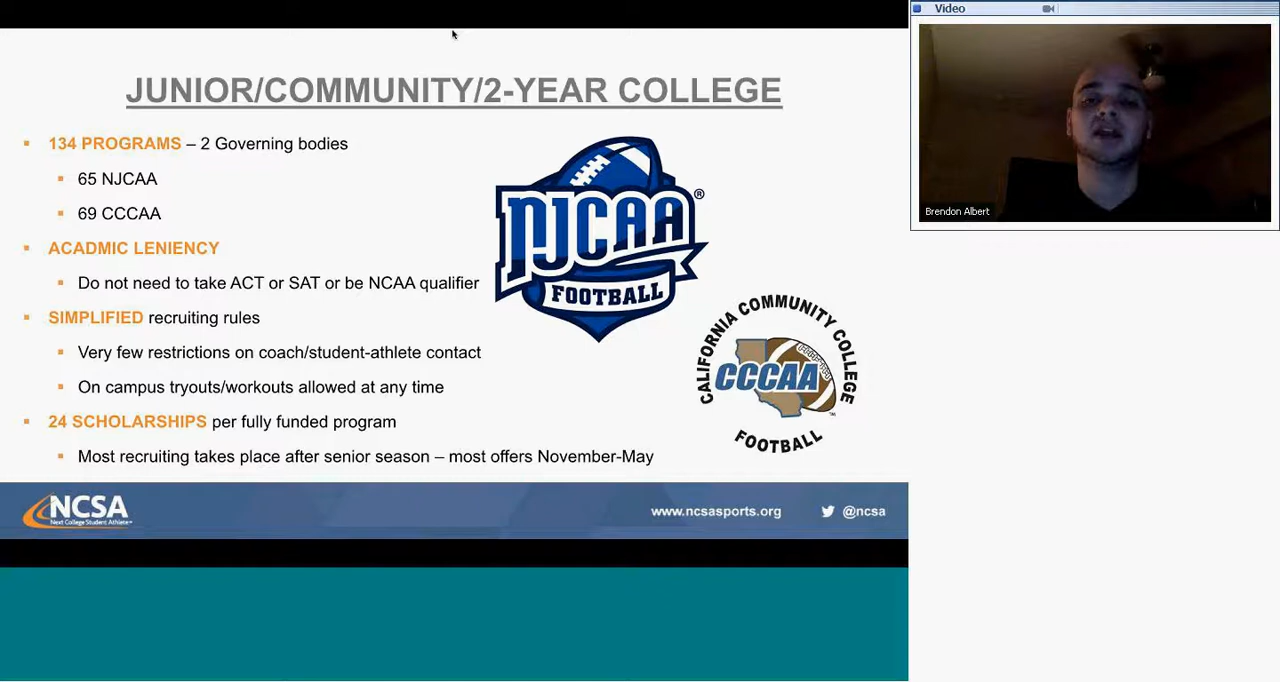 Video
JUNIOR/COMMUNITY/2-YEAR COLLEGE
▪ 134 PROGRAMS – 2 Governing bodies
▪ 65 NJCAA
▪ 69 CCCAA
▪ ACADMIC LENIENCY
▪ Do not need to take ACT or SAT or be NCAA qualifier
▪ SIMPLIFIED recruiting rules
▪ Very few restrictions on coach/student-athlete contact
▪ On campus tryouts/workouts allowed at any time
▪ 24 SCHOLARSHIPS per fully funded program
▪ Most recruiting takes place after senior season – most offers November-May
NJCAA®
FOOTBALL
CALIFORNIA COMMUNITY COLLEGE
CCCAA™
FOOTBALL
Brendon Albert
NCSA
Next College Student Athlete™
www.ncsasports.org
@ncsa